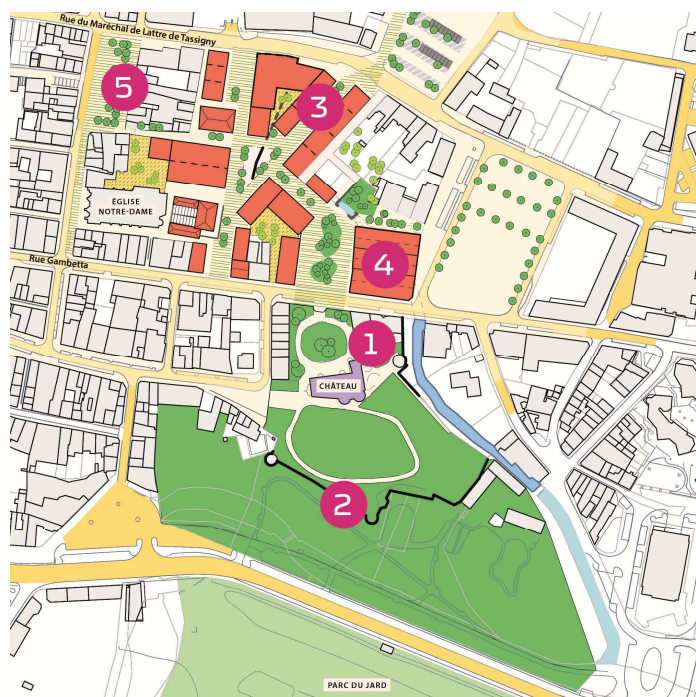 Rue du Maréchal de Lattre de Tassigny
5
3
ÉGLISE
NOTRE-DAME
4
Rue Gambetta
1
CHÂTEAU
2
PARC DU JARD